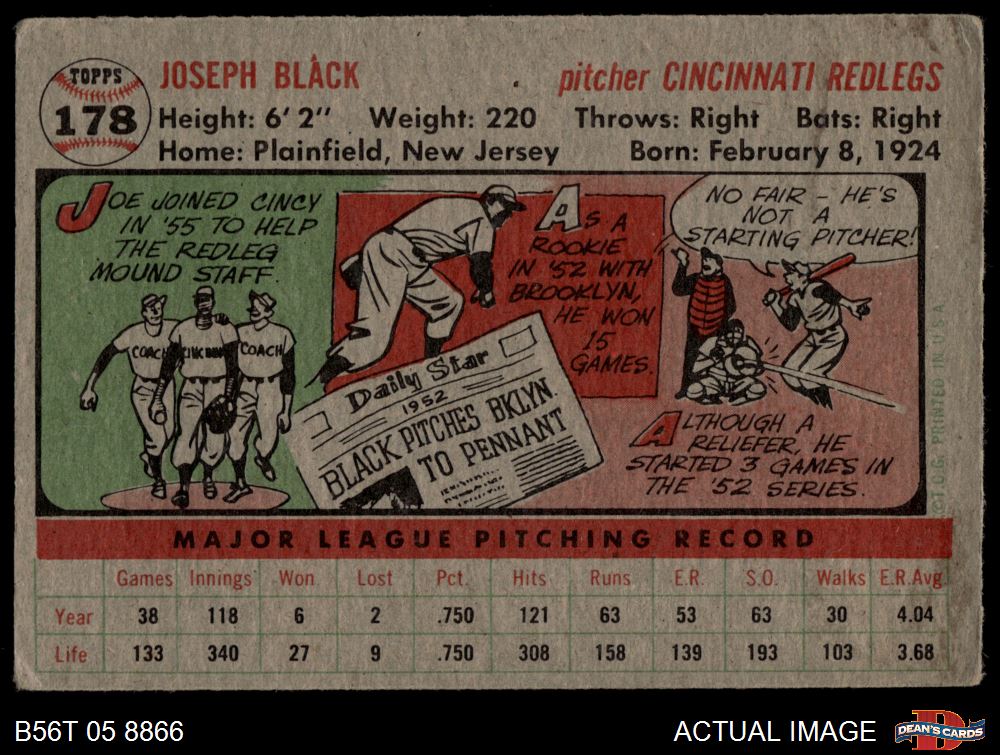 TOPPS
178
JOSEPH BLACK
pitcher CINCINNATI REDLEGS
Height: 6' 2" Weight: 220 Throws: Right Bats: Right
Home: Plainfield, New Jersey Born: February 8, 1924
JOE JOINED CINCY
IN '55 TO HELP
THE REDLEG
MOUND STAFF.
COACH
COACH
AS A
ROOKIE
IN '52 WITH
BROOKLYN,
HE WON
15
GAMES.
Daily Star
1952
BLACK PITCHES BKLYN.
TO PENNANT
NO FAIR - HE'S
NOT A
STARTING PITCHER!
ALTHOUGH A
RELIEFER, HE
STARTED 3 GAMES IN
THE '52 SERIES.
PRINTED IN U.S.A.
MAJOR LEAGUE PITCHING RECORD
Games Innings Won Lost Pct. Hits Runs E.R. S.O. Walks E.R.Avg
Year 38 118 6 2 .750 121 63 53 63 30 4.04
Life 133 340 27 9 .750 308 158 139 193 103 3.68
B56T 05 8866
ACTUAL IMAGE
DEAN'S CARDS